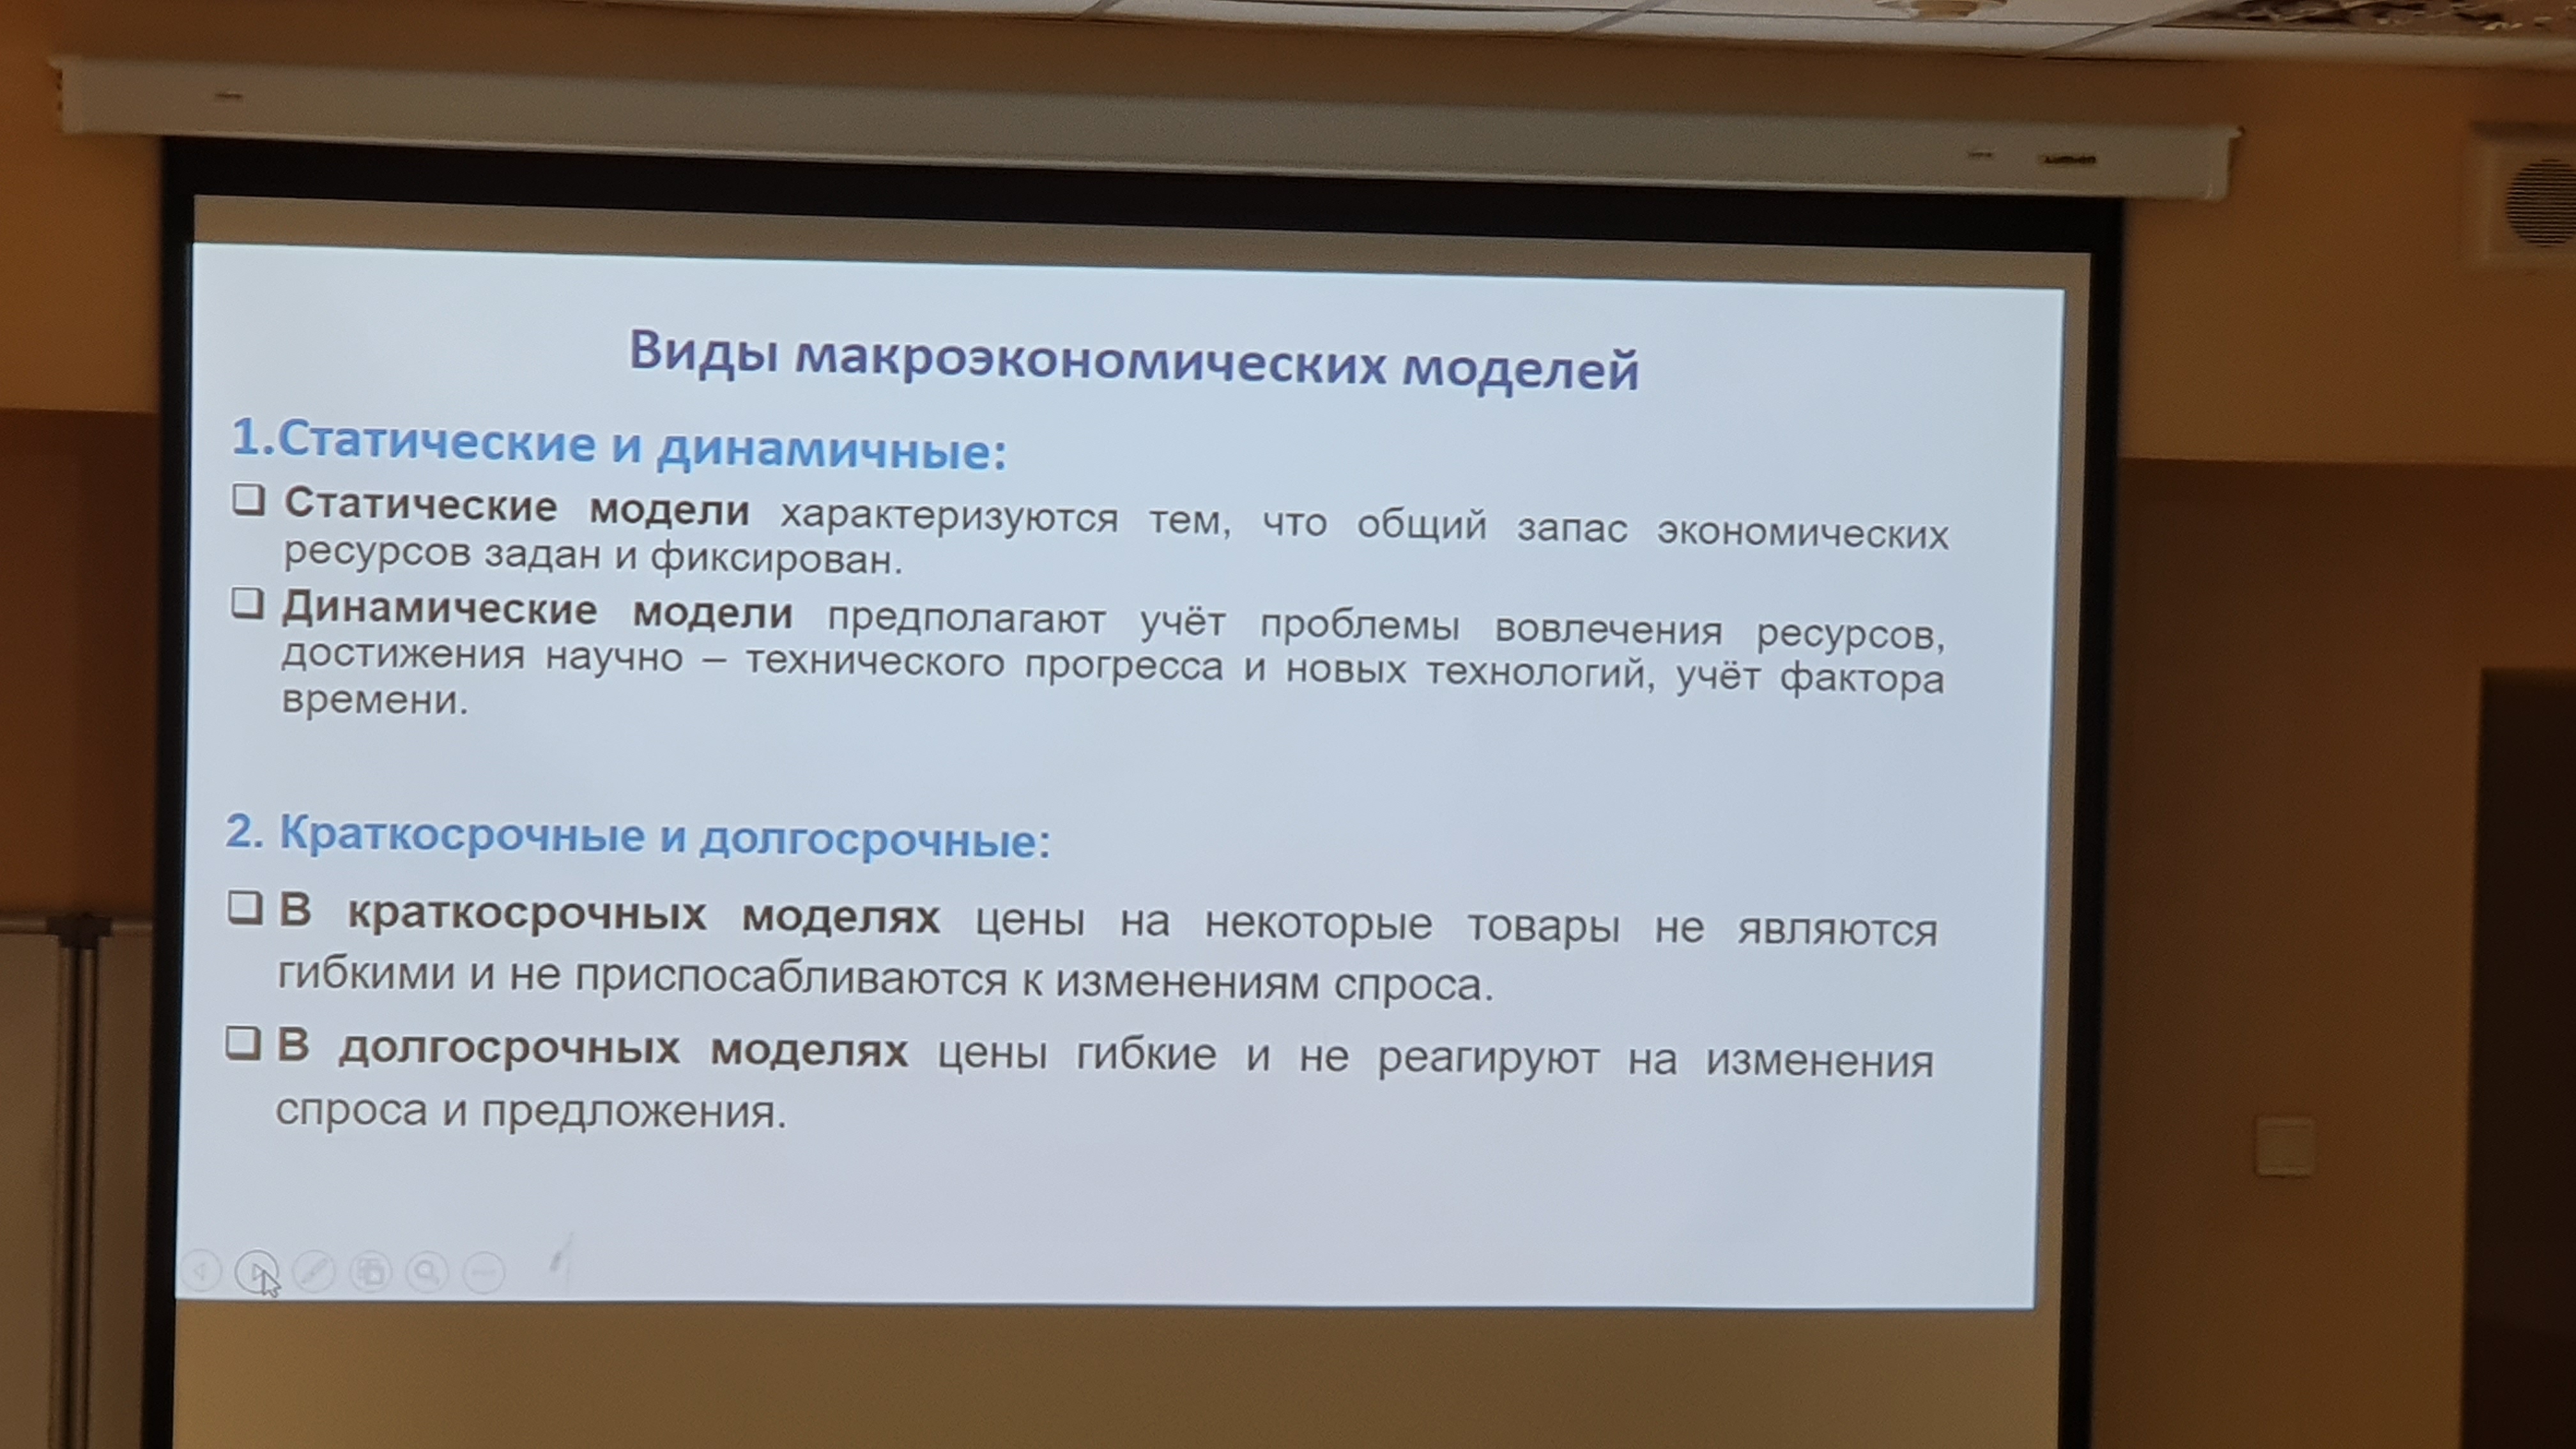 Виды макроэкономических моделей
1.Статические и динамичные:
❑ Статические модели характеризуются тем, что общий запас экономических
ресурсов задан и фиксирован.
❑ Динамические модели предполагают учёт проблемы вовлечения ресурсов,
достижения научно – технического прогресса и новых технологий, учёт фактора
времени.
2. Краткосрочные и долгосрочные:
❑ В краткосрочных моделях цены на некоторые товары не являются
гибкими и не приспосабливаются к изменениям спроса.
❑ В долгосрочных моделях цены гибкие и не реагируют на изменения
спроса и предложения.